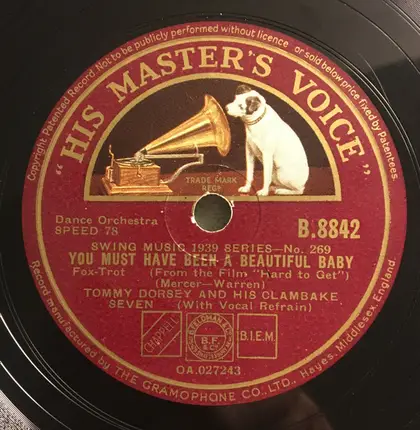 Copyright Patented Record. Not to be publicly performed without licence or sold below price fixed by Patentees.
"HIS MASTER'S VOICE"
TRADE MARK
REGD
Dance Orchestra
SPEED 78
B.8842
SWING MUSIC 1939 SERIES—No. 269
YOU MUST HAVE BEEN A BEAUTIFUL BABY
Fox-Trot (From the Film "Hard to Get")
(Mercer-Warren)
TOMMY DORSEY AND HIS CLAMBAKE
SEVEN (With Vocal Refrain)
CHAPPELL
B.F.
& Co
B.I.E.M.
OA.027243
Record manufactured by THE GRAMOPHONE CO., LTD., Hayes, Middlesex, England.